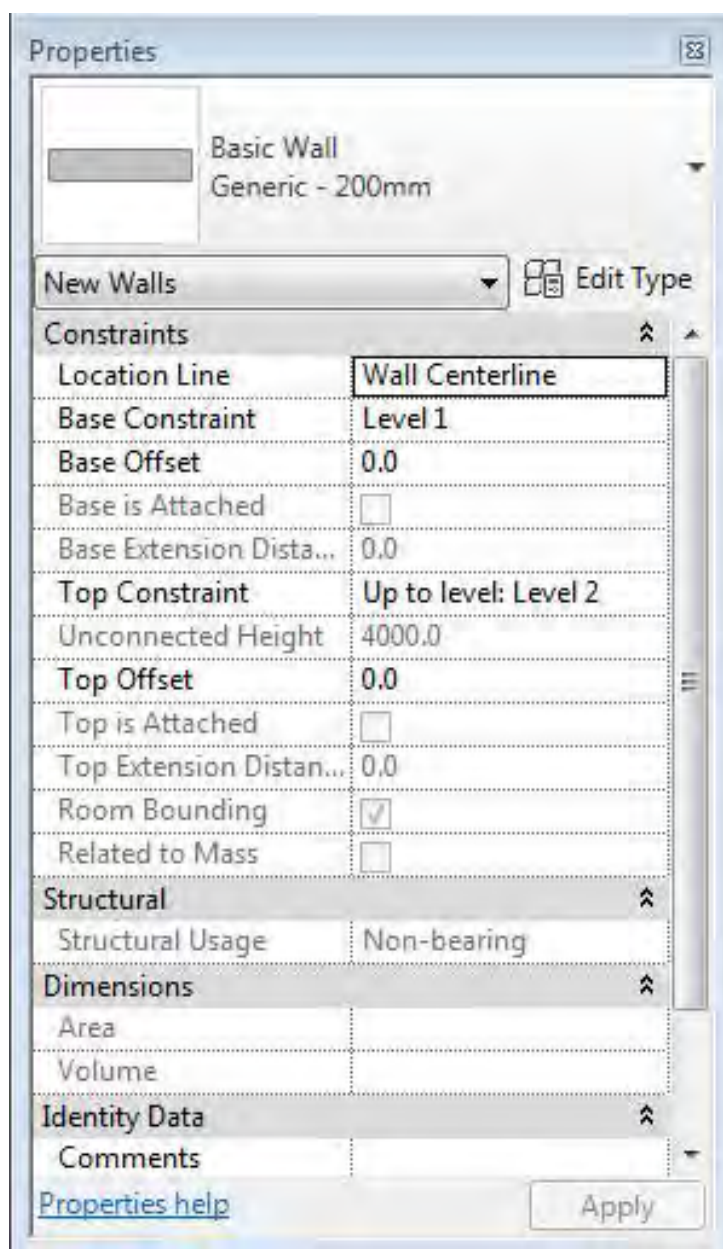 Properties
Basic Wall
Generic - 200mm
New Walls Edit Type
Constraints
Location Line Wall Centerline
Base Constraint Level 1
Base Offset 0.0
Base is Attached
Base Extension Dista... 0.0
Top Constraint Up to level: Level 2
Unconnected Height 4000.0
Top Offset 0.0
Top is Attached
Top Extension Distan... 0.0
Room Bounding
Related to Mass
Structural
Structural Usage Non-bearing
Dimensions
Area
Volume
Identity Data
Comments
Properties help Apply